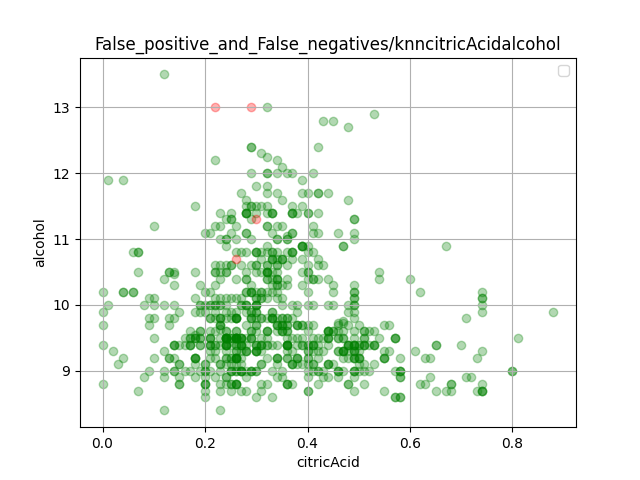 False_positive_and_False_negatives/knncitricAcidalcohol
13
12
11
10
9
alcohol
0.0 0.2 0.4 0.6 0.8
citricAcid